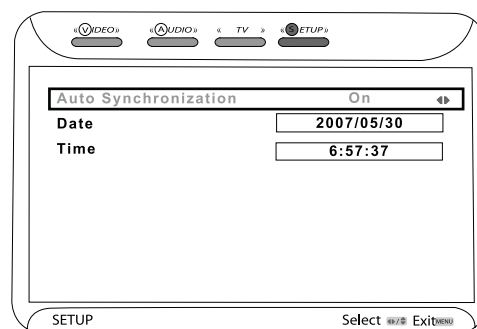 «VIDEO» «AUDIO» « TV » «SETUP»
Auto Synchronization On
Date 2007/05/30
Time 6:57:37
SETUP Select Exit MENU